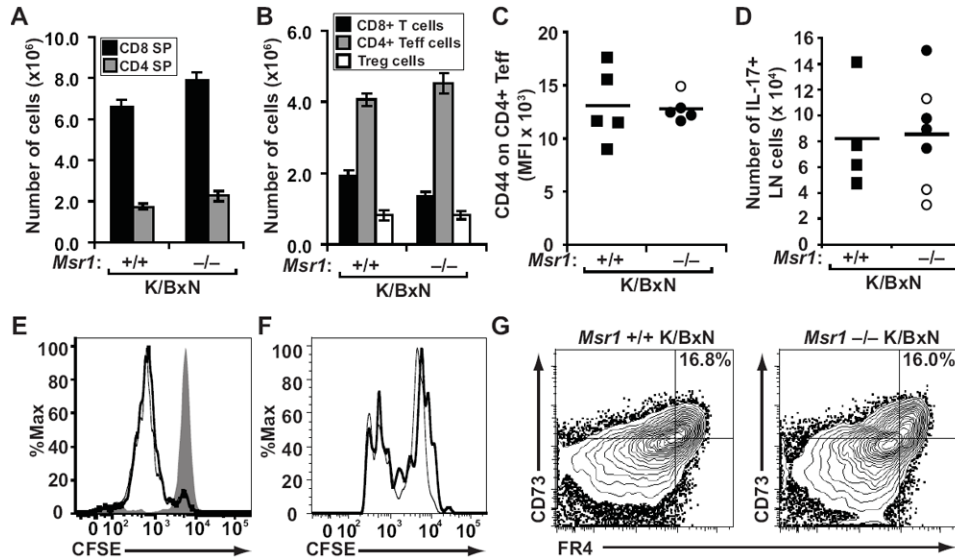 A
Number of cells (x10⁶)
10.0
8.0
6.0
4.0
2.0
0.0
CD8 SP
CD4 SP
Msr1: +/+ –/–
K/BxN
B
Number of cells (x10⁶)
6.0
4.0
2.0
0.0
CD8+ T cells
CD4+ Teff cells
Treg cells
Msr1: +/+ –/–
K/BxN
C
CD44 on CD4+ Teff
(MFI x 10³)
20
15
10
5
0
Msr1: +/+ –/–
K/BxN
D
Number of IL-17+
LN cells (x 10⁴)
16
14
12
10
8
6
4
2
0
Msr1: +/+ –/–
K/BxN
E
%Max
100
80
60
40
20
0
0 10² 10³ 10⁴ 10⁵
CFSE
F
%Max
100
80
60
40
20
0
0 10² 10³ 10⁴ 10⁵
CFSE
G
Msr1 +/+ K/BxN
16.8%
Msr1 –/– K/BxN
16.0%
CD73
CD73
FR4